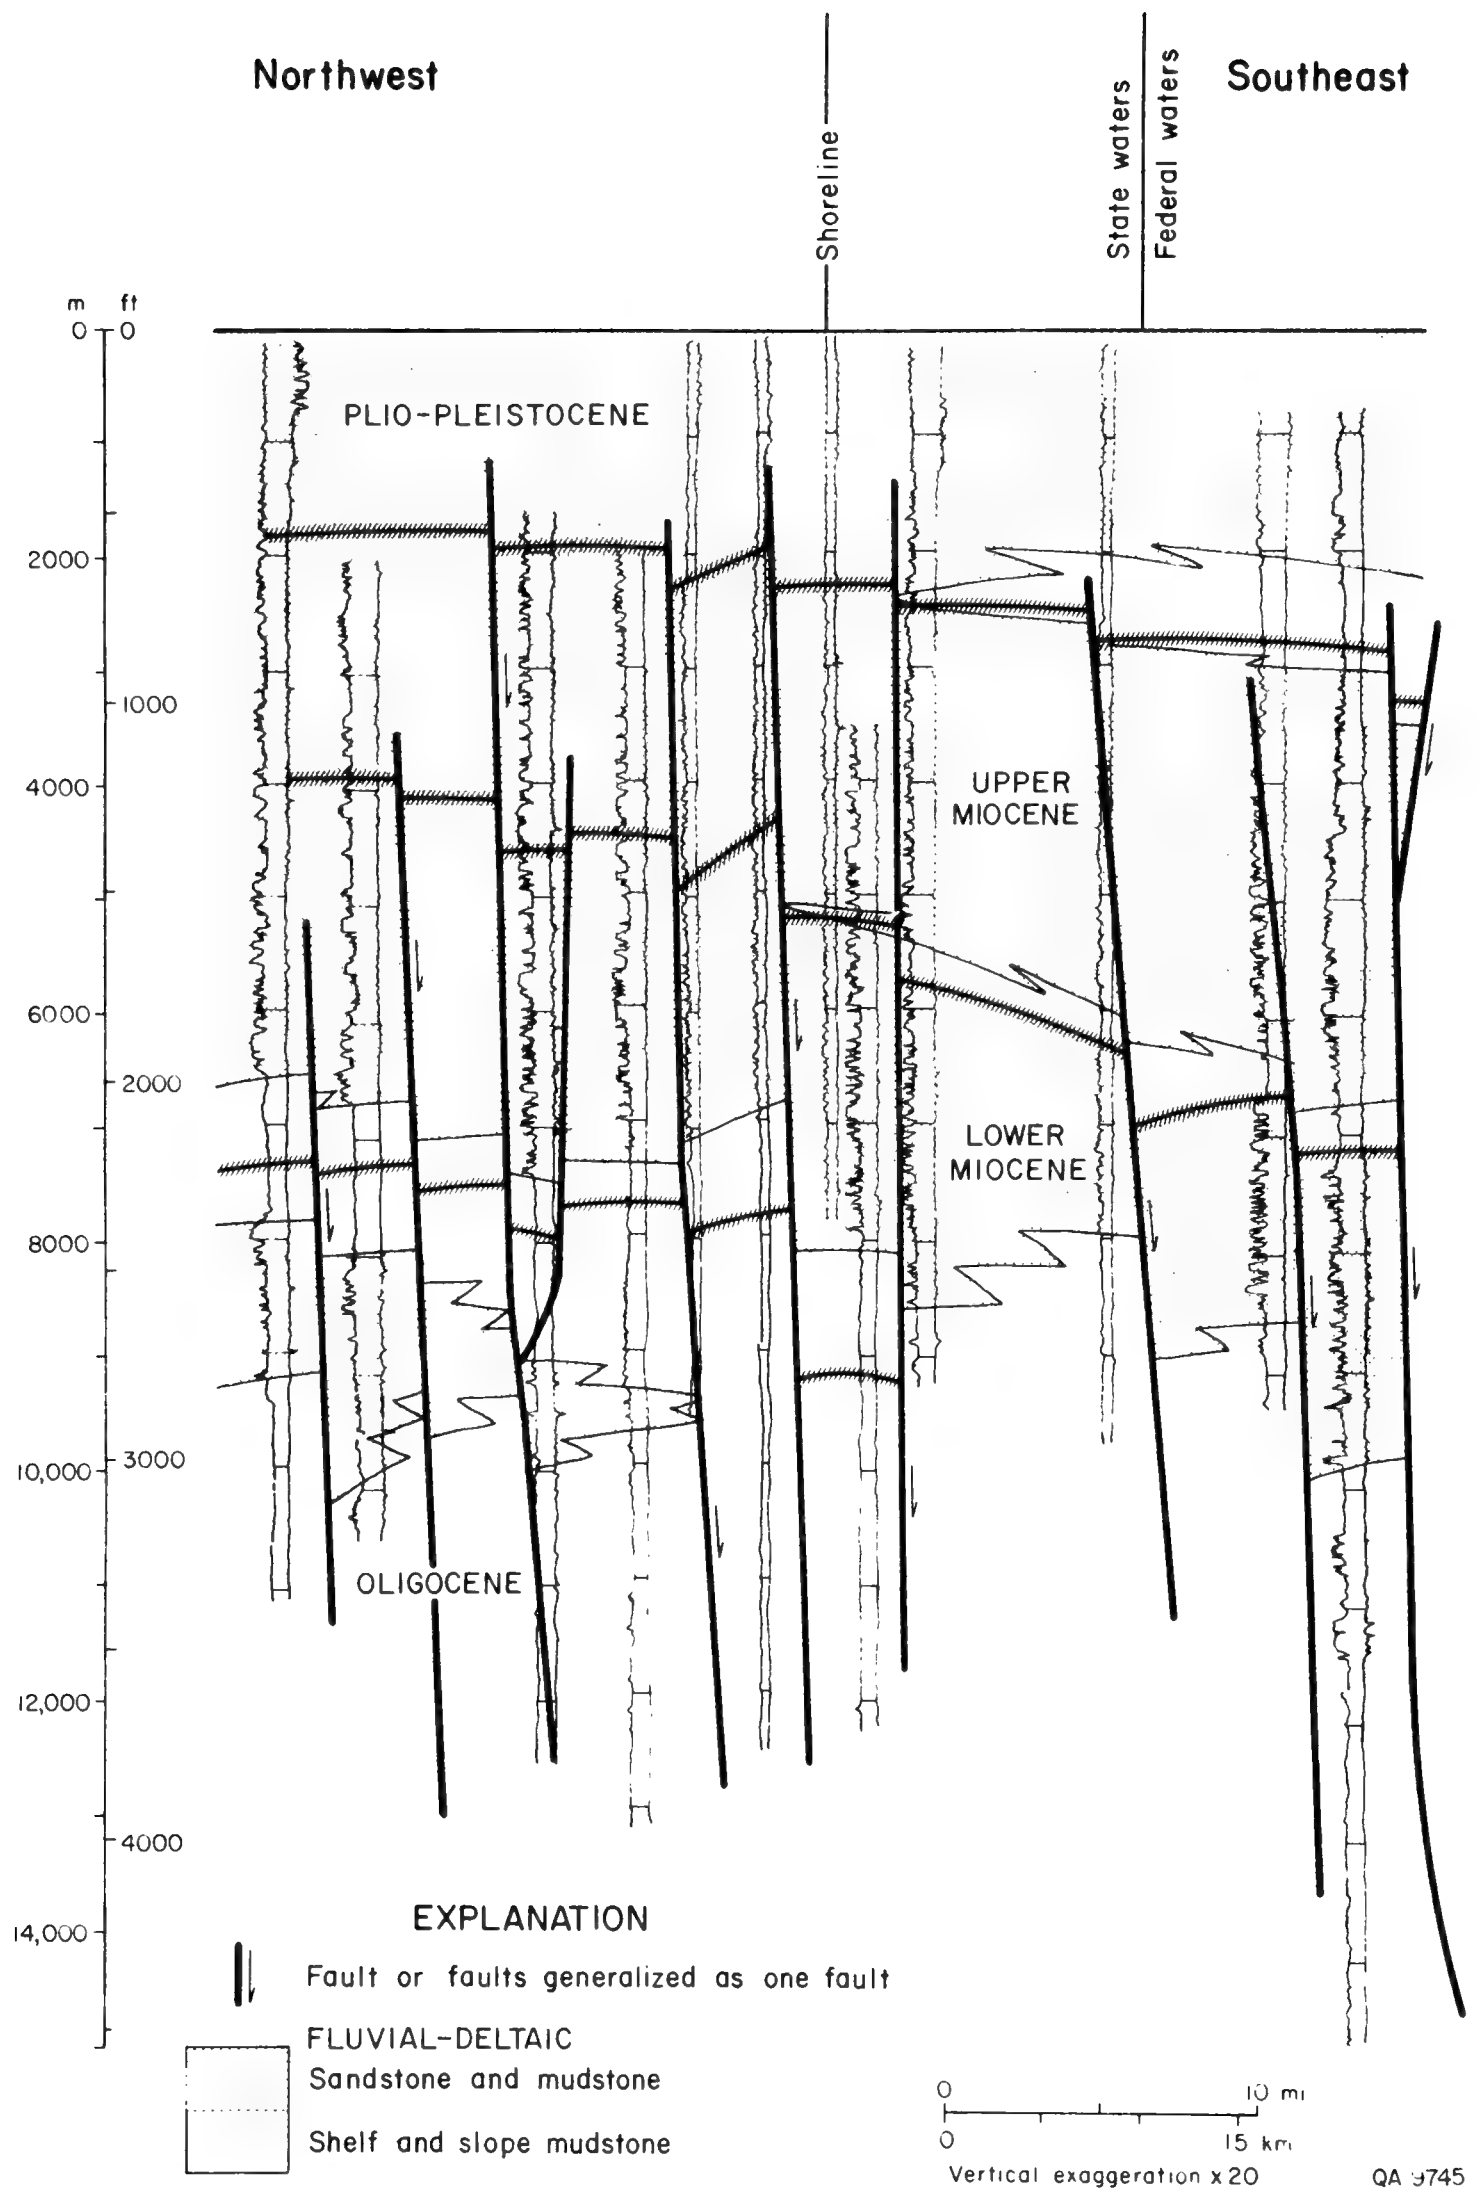 Northwest
Southeast
Shoreline
State waters
Federal waters
m ft
0 0
PLIO-PLEISTOCENE
2000
1000
4000
UPPER
MIOCENE
6000
2000
LOWER
MIOCENE
8000
3000
10,000
OLIGOCENE
12,000
4000
14,000
EXPLANATION
Fault or faults generalized as one fault
FLUVIAL-DELTAIC
Sandstone and mudstone
Shelf and slope mudstone
0 10 mi
0 15 km
Vertical exaggeration x 20
QA 9745